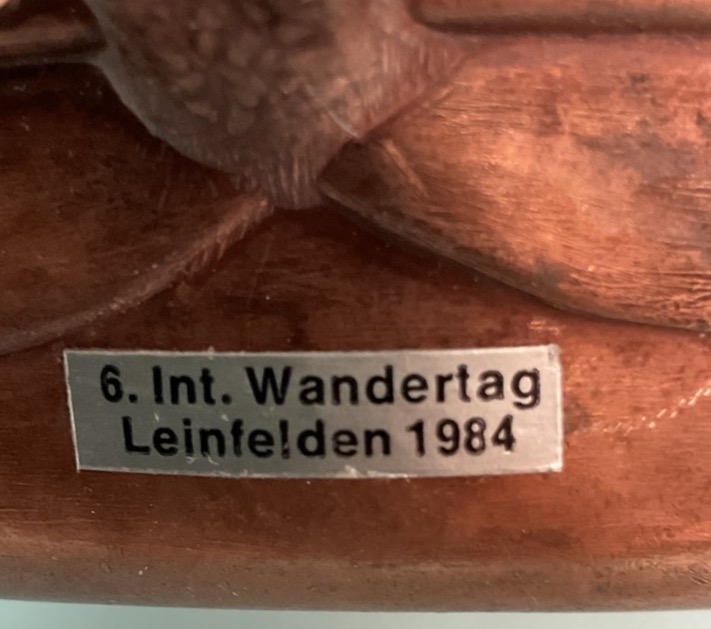 6. Int. Wandertag
Leinfelden 1984